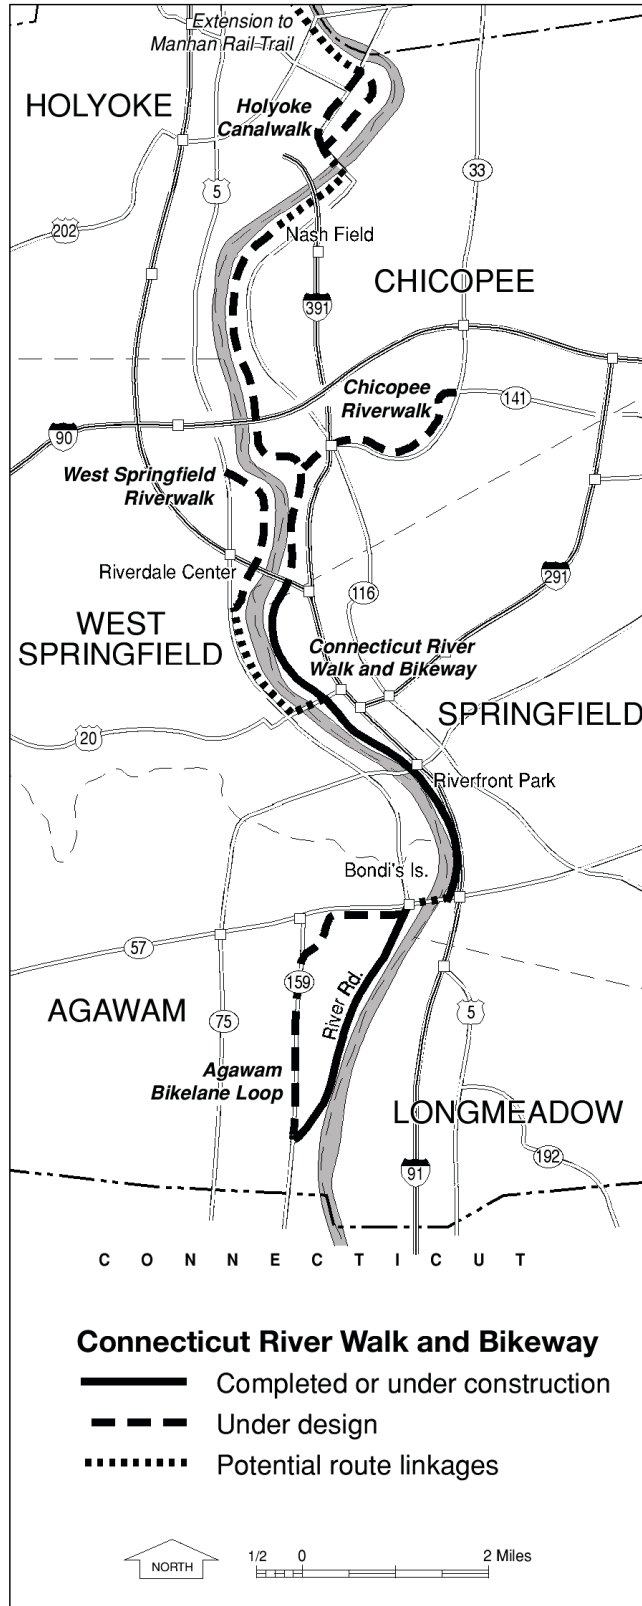 Extension to
Manhan Rail Trail
HOLYOKE
Holyoke
Canalwalk
33
5
202
Nash Field
CHICOPEE
391
Chicopee
Riverwalk
141
90
West Springfield
Riverwalk
Riverdale Center
291
116
WEST
SPRINGFIELD
Connecticut River
Walk and Bikeway
SPRINGFIELD
20
Riverfront Park
Bondi's Is.
57
159
River Rd.
AGAWAM
75
5
Agawam
Bikelane Loop
LONGMEADOW
192
91
CONNECTICUT
Connecticut River Walk and Bikeway
Completed or under construction
Under design
Potential route linkages
NORTH
1/2 0 2 Miles